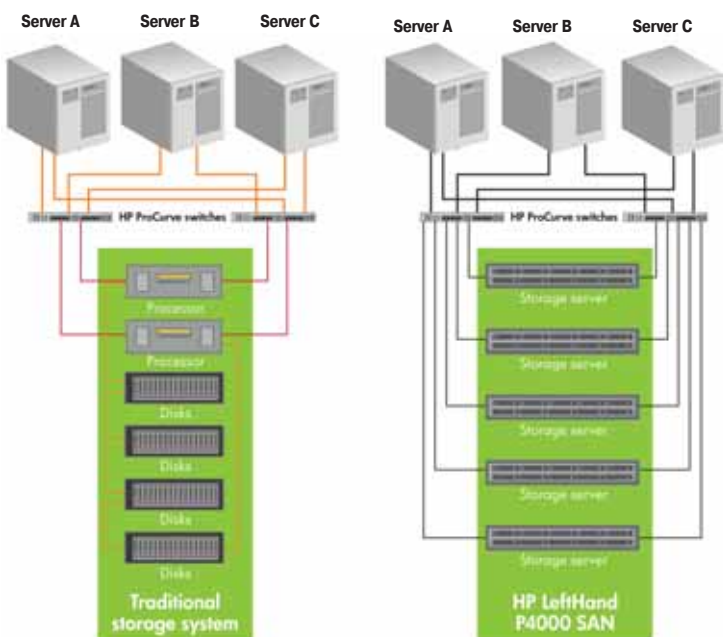 Server A Server B Server C
HP ProCurve switches
Processor
Processor
Disks
Disks
Disks
Disks
Traditional
storage system
Server A Server B Server C
HP ProCurve switches
Storage server
Storage server
Storage server
Storage server
Storage server
HP LeftHand
P4000 SAN